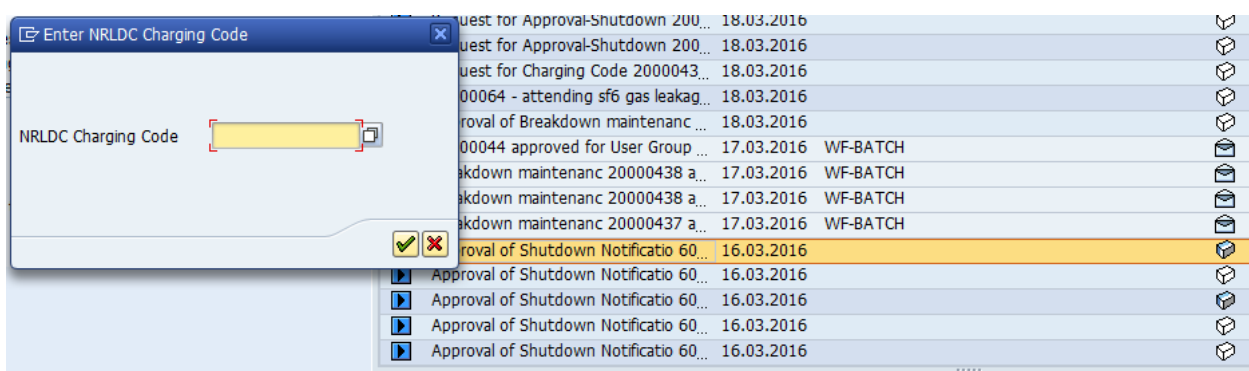 Enter NRLDC Charging Code
NRLDC Charging Code
uest for Approval-Shutdown 200... 18.03.2016
uest for Approval-Shutdown 200... 18.03.2016
uest for Charging Code 2000043... 18.03.2016
00064 - attending sf6 gas leakag... 18.03.2016
roval of Breakdown maintenanc ... 18.03.2016
00044 approved for User Group ... 17.03.2016 WF-BATCH
akdown maintenanc 20000438 a... 17.03.2016 WF-BATCH
akdown maintenanc 20000438 a... 17.03.2016 WF-BATCH
akdown maintenanc 20000437 a... 17.03.2016 WF-BATCH
roval of Shutdown Notificatio 60... 16.03.2016
Approval of Shutdown Notificatio 60... 16.03.2016
Approval of Shutdown Notificatio 60... 16.03.2016
Approval of Shutdown Notificatio 60... 16.03.2016
Approval of Shutdown Notificatio 60... 16.03.2016